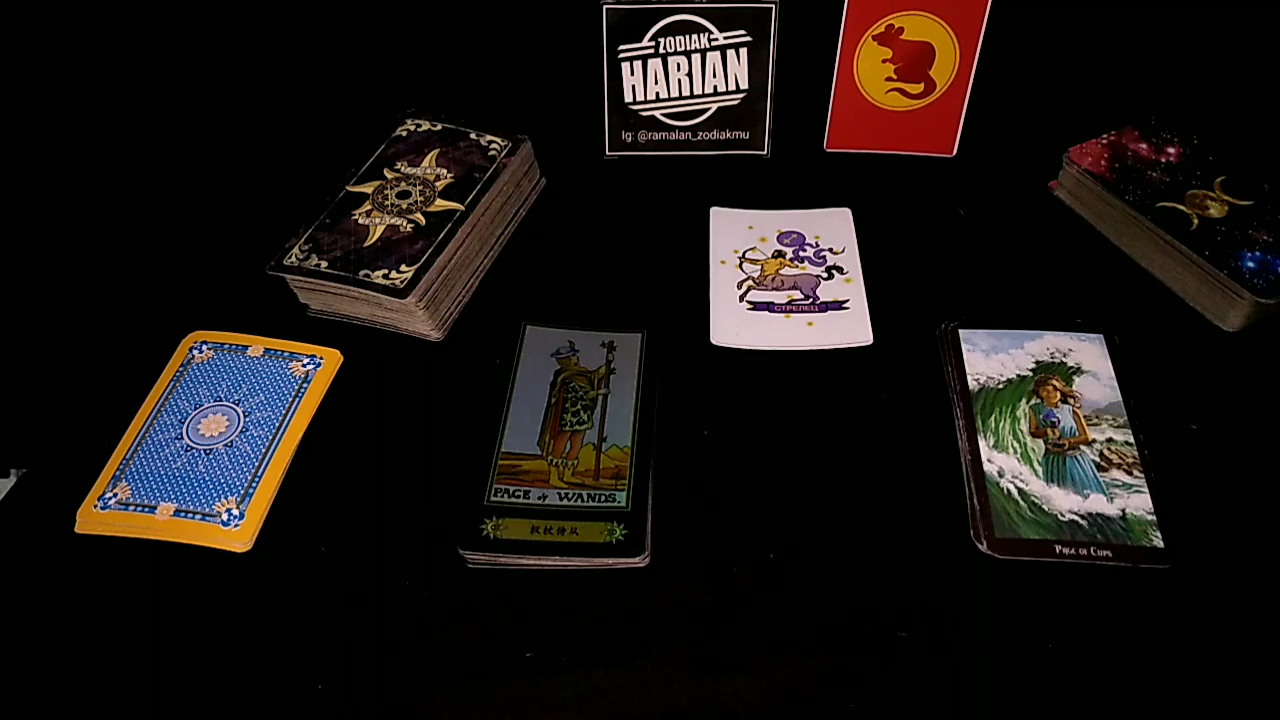 ZODIAK
HARIAN
Ig: @ramalan_zodiakmu
СТРЕЛЕЦ
PAGE of WANDS.
权杖侍从
PAGE OF CUPS